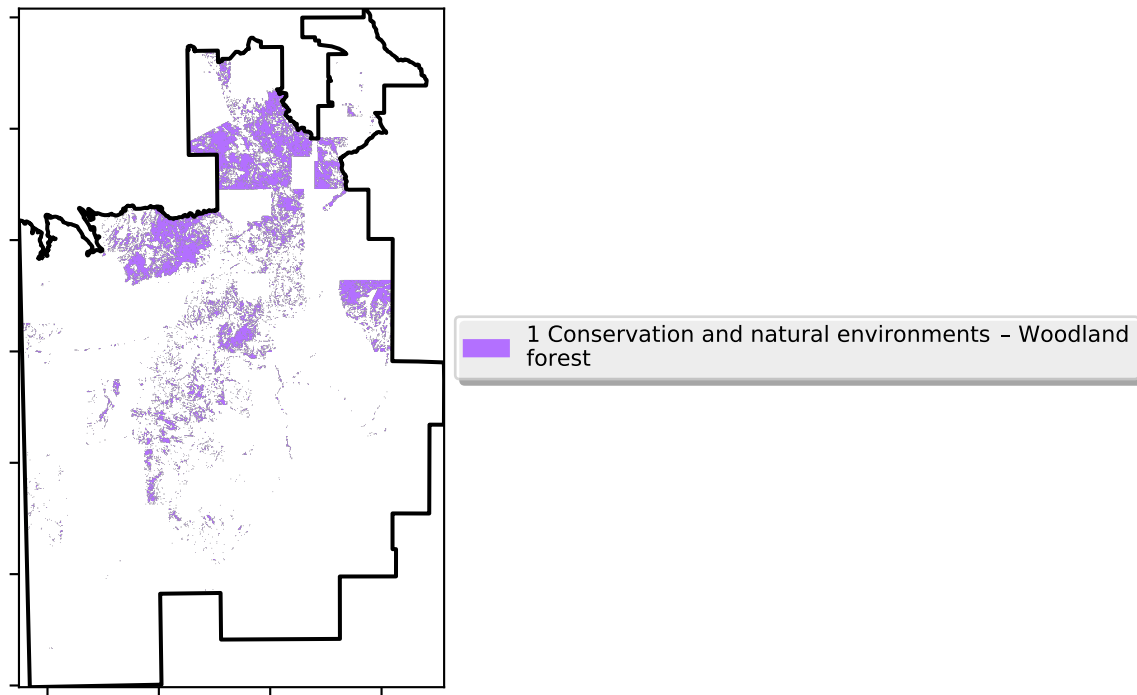 1 Conservation and natural environments – Woodland
forest